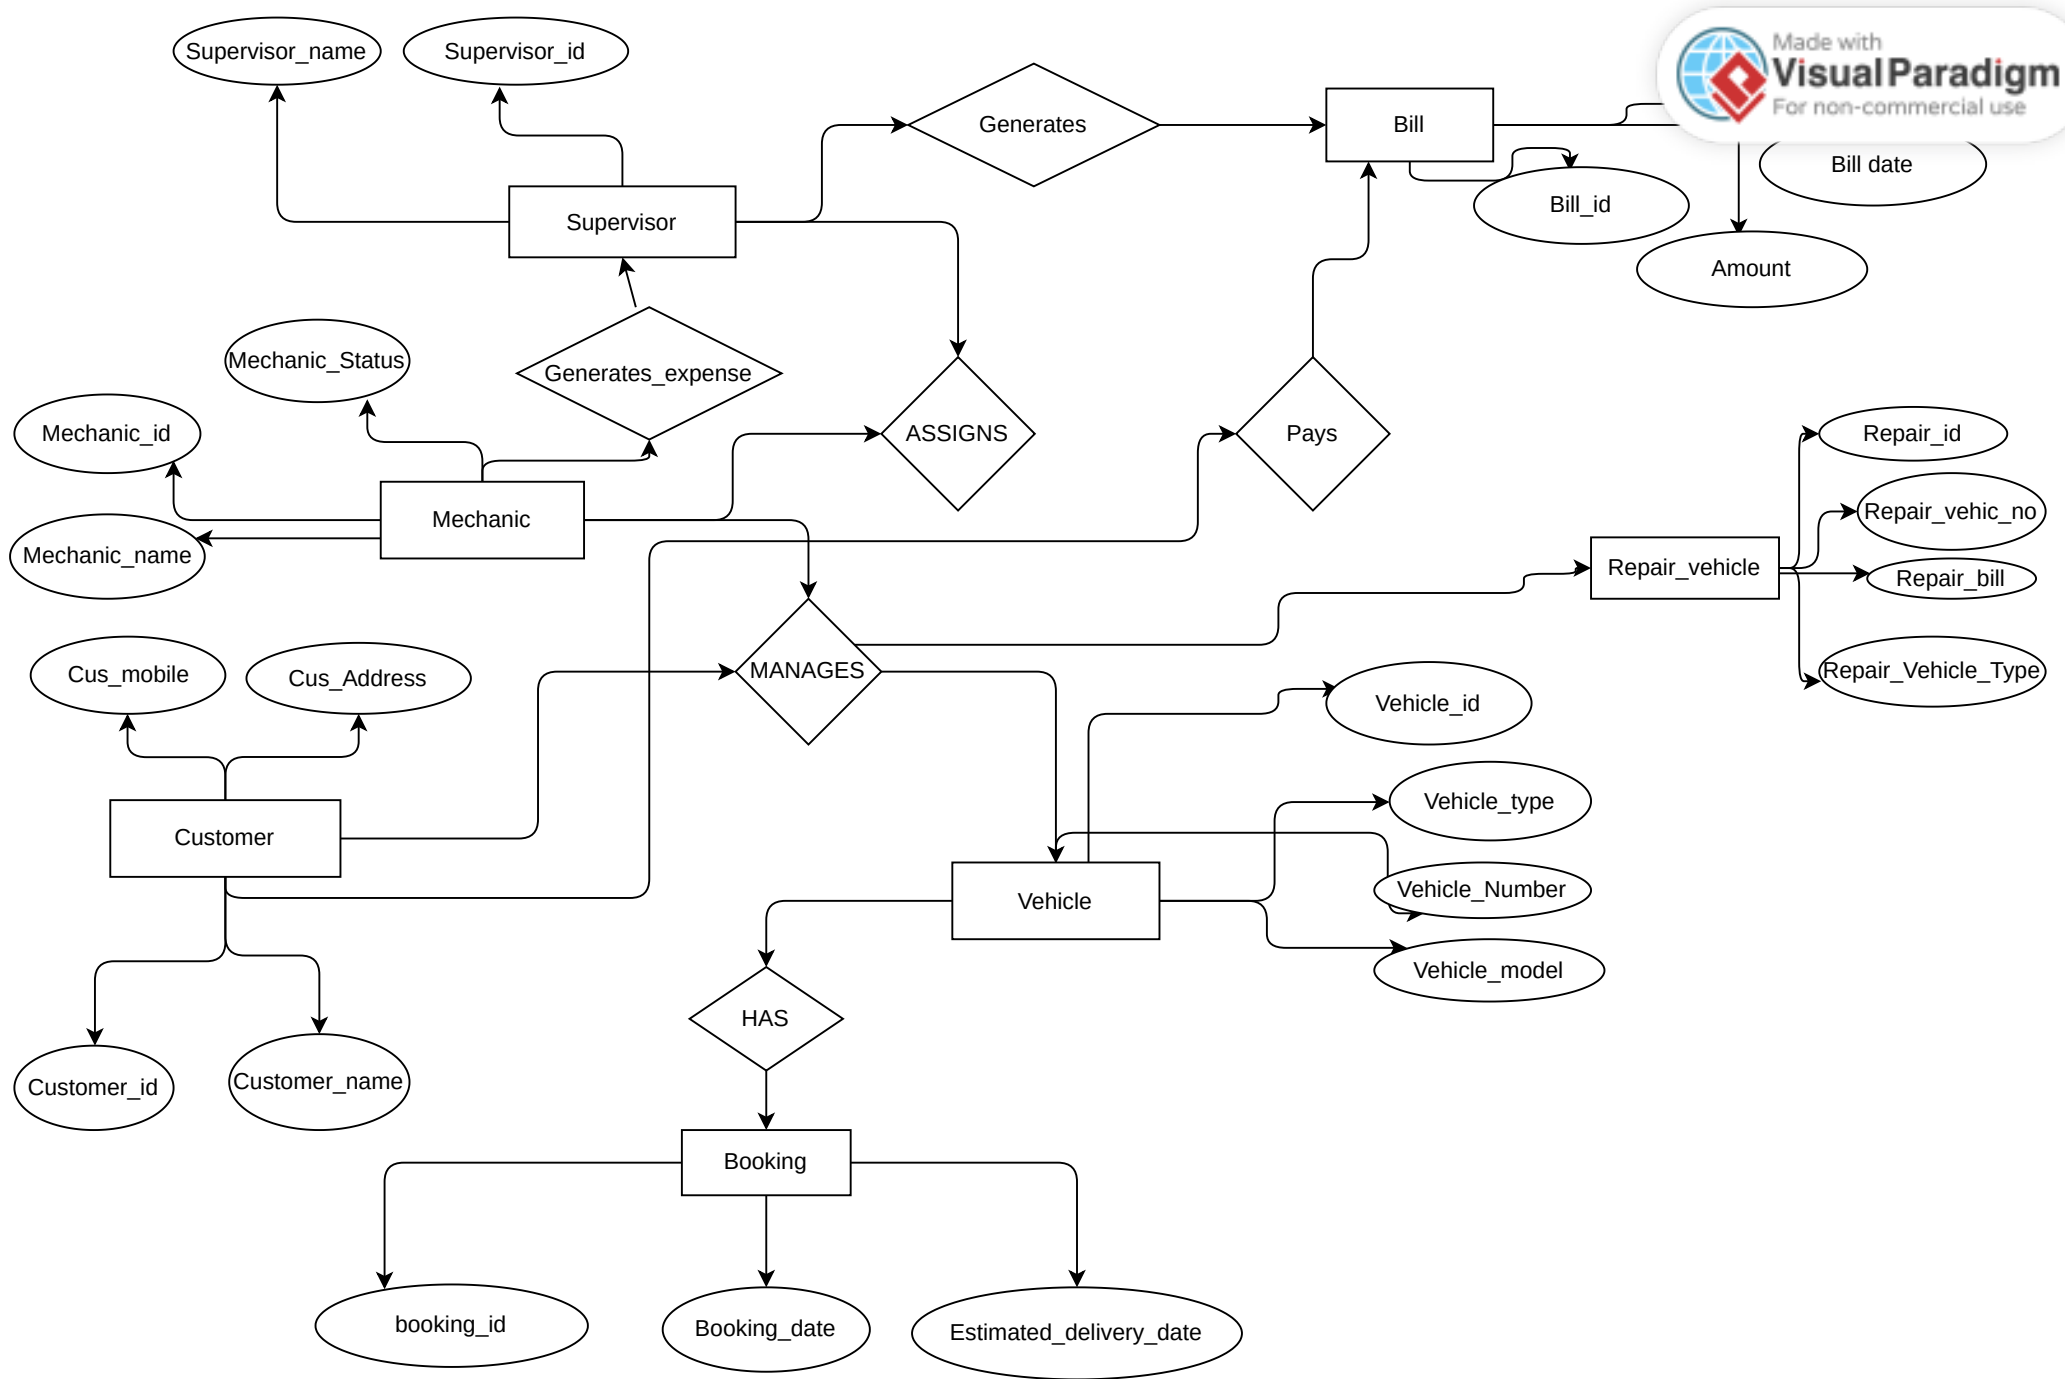 Supervisor_name
Supervisor_id
Made with
Visual Paradigm
For non-commercial use
Generates
Bill
Bill date
Bill_id
Supervisor
Amount
Mechanic_Status
Generates_expense
Mechanic_id
ASSIGNS
Pays
Repair_id
Mechanic
Repair_vehic_no
Mechanic_name
Repair_vehicle
Repair_bill
Cus_mobile
Cus_Address
MANAGES
Repair_Vehicle_Type
Vehicle_id
Vehicle_type
Customer
Vehicle_Number
Vehicle
Vehicle_model
HAS
Customer_id
Customer_name
Booking
booking_id
Booking_date
Estimated_delivery_date